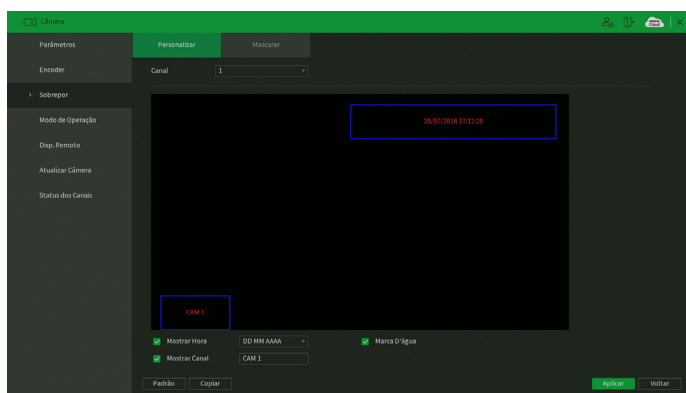 Câmera
Parâmetros
Encoder
Sobrepor
Modo de Operação
Disp. Remoto
Atualizar Câmera
Status dos Canais
Personalizar Mascarar
Canal 1
20/07/2018 17:12:28
CAM 1
Mostrar Hora DD MM AAAA Marca D'água
Mostrar Canal CAM 1
Padrão Copiar Aplicar Voltar